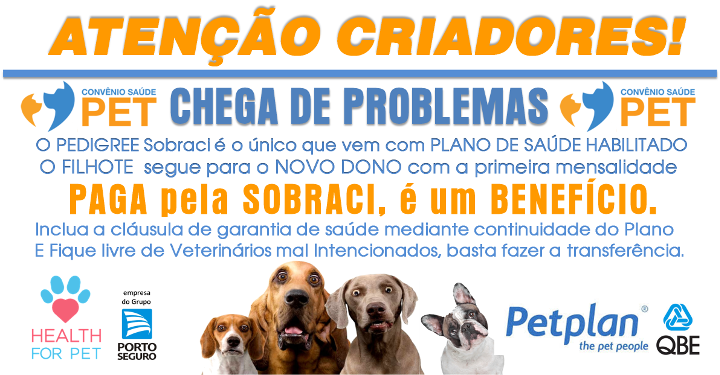 ATENÇÃO CRIADORES!
CONVÊNIO SAÚDE
PET
CHEGA DE PROBLEMAS
CONVÊNIO SAÚDE
PET
O PEDIGREE Sobraci é o único que vem com PLANO DE SAÚDE HABILITADO
O FILHOTE segue para o NOVO DONO com a primeira mensalidade
PAGA pela SOBRACI, é um BENEFÍCIO.
Inclua a cláusula de garantia de saúde mediante continuidade do Plano
E Fique livre de Veterinários mal Intencionados, basta fazer a transferência.
HEALTH
FOR PET
empresa
do Grupo
PORTO
SEGURO
Petplan®
the pet people
QBE